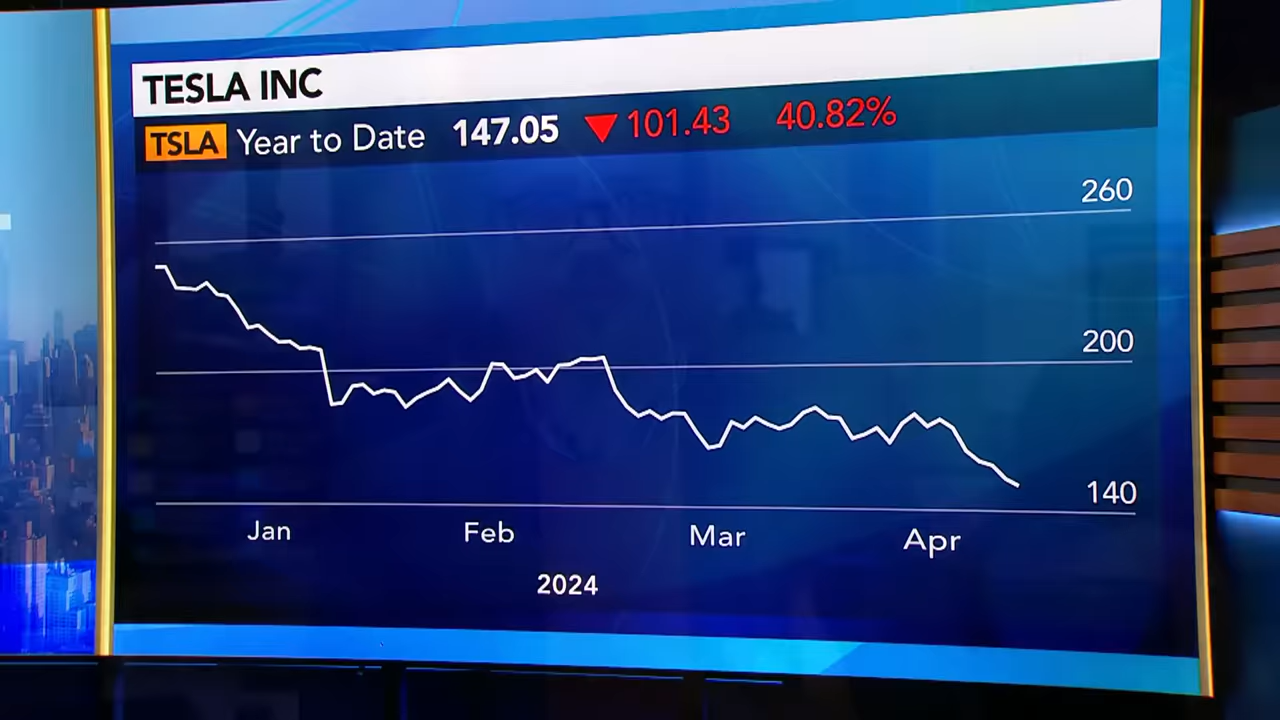 TESLA INC
TSLA Year to Date 147.05 ▼101.43 40.82%
260
200
140
Jan Feb Mar Apr
2024